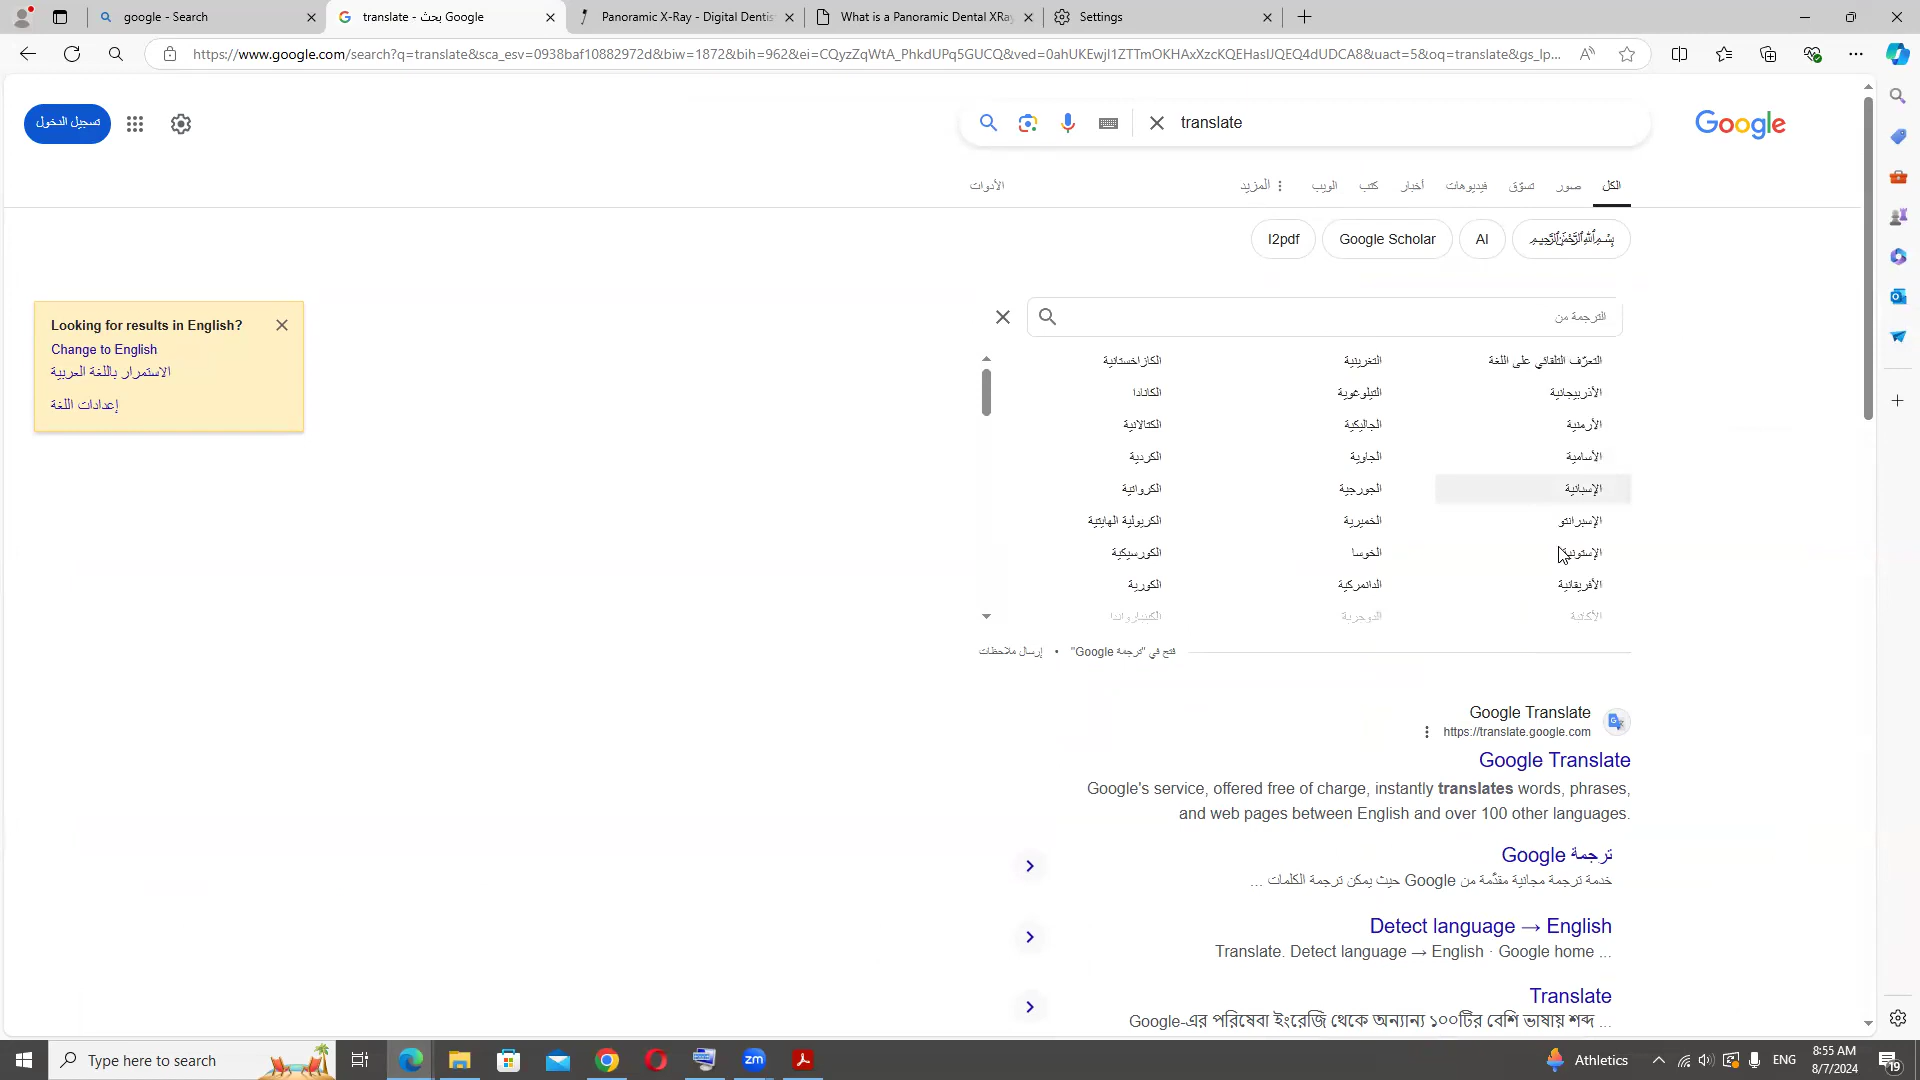 google - Search
translate - بحث Google
Panoramic X-Ray - Digital Dentis
What is a Panoramic Dental XRay
Settings
https://www.google.com/search?q=translate&sca_esv=0938baf10882972d&biw=1872&bih=962&ei=CQyzZqWtA_PhkdUPq5GUCQ&ved=0ahUKEwjl1ZTTmOKHAxXzcKQEHasIJQEQ4dUDCA8&uact=5&oq=translate&gs_lp...
تسجيل الدخول
translate
Google
الكل
صور
تسوّق
فيديوهات
أخبار
كتب
الويب
المزيد
الأدوات
Google Scholar
AI
I2pdf
Looking for results in English?
Change to English
الاستمرار باللغة العربية
إعدادات اللغة
الترجمة من
التعرّف التلقائي على اللغة
التغرينية
الكازاخستانية
الأذربيجانية
التيلوغوية
الكانادا
الأرمنية
الجاليكية
الكتالانية
الأسامية
الجاوية
الكردية
الإسبانية
الجورجية
الكرواتية
الإسبرانتو
الخميرية
الكريولية الهايتية
الإستونية
الخوسا
الكورسيكية
الأفريقانية
الدانمركية
الكورية
الأكانية
الدوجرية
الكينيارواندا
فتح في "ترجمة Google" • إرسال ملاحظات
Google Translate
https://translate.google.com
Google Translate
Google's service, offered free of charge, instantly translates words, phrases,
and web pages between English and over 100 other languages.
ترجمة Google
خدمة ترجمة مجانية مقدَّمة من Google حيث يمكن ترجمة الكلمات ...
Detect language → English
Translate. Detect language → English · Google home ...
Translate
Google-এর পরিষেবা ইংরেজি থেকে অন্যান্য ১০০টির বেশি ভাষায় শব্দ ...
Type here to search
zm
Athletics
ENG
8:55 AM
8/7/2024
19